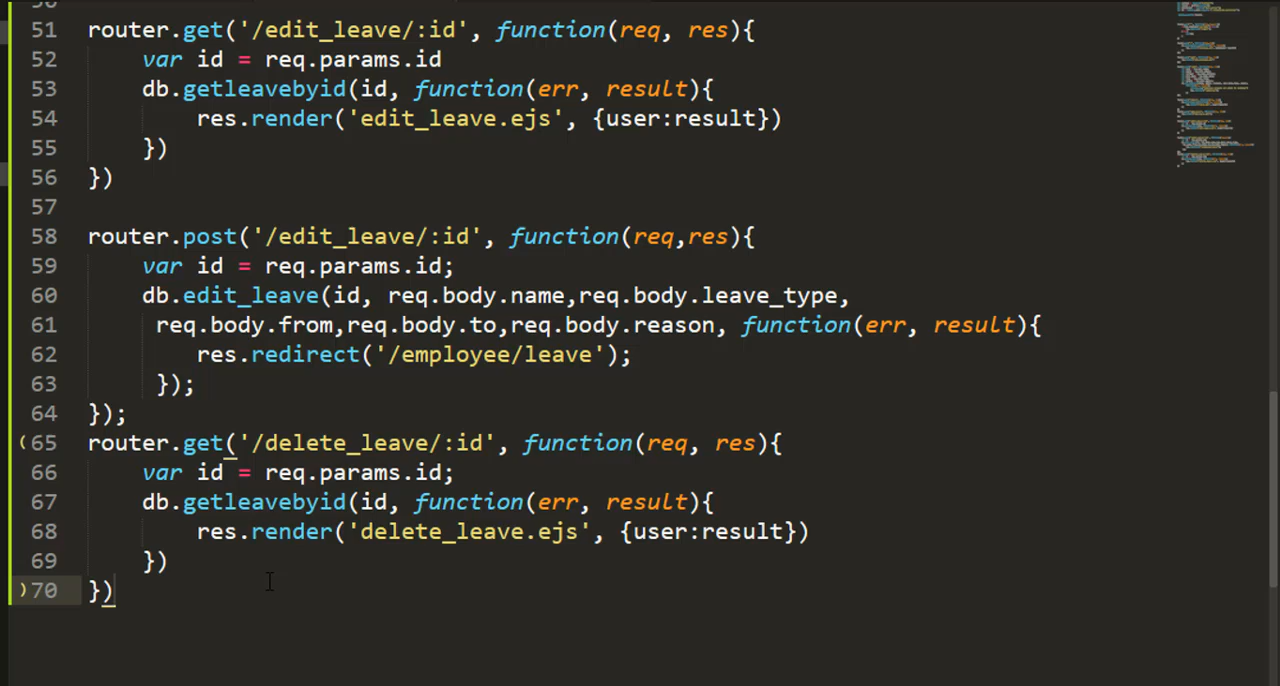 51 router.get('/edit_leave/:id', function(req, res){
52 var id = req.params.id
53 db.getleavebyid(id, function(err, result){
54 res.render('edit_leave.ejs', {user:result})
55 })
56 })
57
58 router.post('/edit_leave/:id', function(req,res){
59 var id = req.params.id;
60 db.edit_leave(id, req.body.name,req.body.leave_type,
61 req.body.from,req.body.to,req.body.reason, function(err, result){
62 res.redirect('/employee/leave');
63 });
64 });
65 router.get('/delete_leave/:id', function(req, res){
66 var id = req.params.id;
67 db.getleavebyid(id, function(err, result){
68 res.render('delete_leave.ejs', {user:result})
69 })
70 })